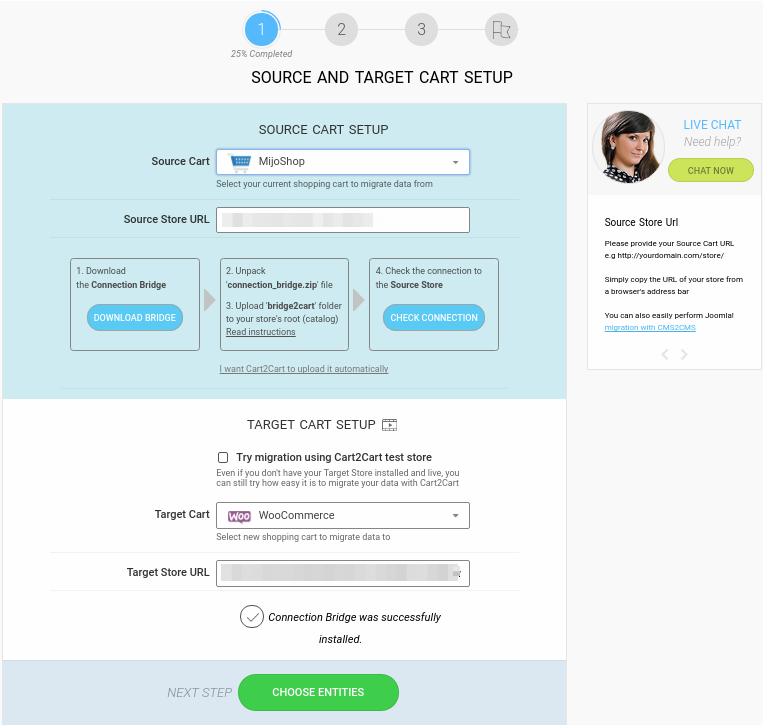 1 2 3
25% Completed
SOURCE AND TARGET CART SETUP
SOURCE CART SETUP
Source Cart
MijoShop
Select your current shopping cart to migrate data from
Source Store URL
1. Download
the Connection Bridge
DOWNLOAD BRIDGE
2. Unpack
'connection_bridge.zip' file
3. Upload 'bridge2cart' folder
to your store's root (catalog)
Read instructions
4. Check the connection to
the Source Store
CHECK CONNECTION
I want Cart2Cart to upload it automatically
TARGET CART SETUP
Try migration using Cart2Cart test store
Even if you don't have your Target Store installed and live, you
can still try how easy it is to migrate your data with Cart2Cart
Target Cart
WOO WooCommerce
Select new shopping cart to migrate data to
Target Store URL
Connection Bridge was successfully
installed.
NEXT STEP
CHOOSE ENTITIES
LIVE CHAT
Need help?
CHAT NOW
Source Store Url
Please provide your Source Cart URL
e.g http://yourdomain.com/store/
Simply copy the URL of your store from
a browser's address bar
You can also easily perform Joomla!
migration with CMS2CMS